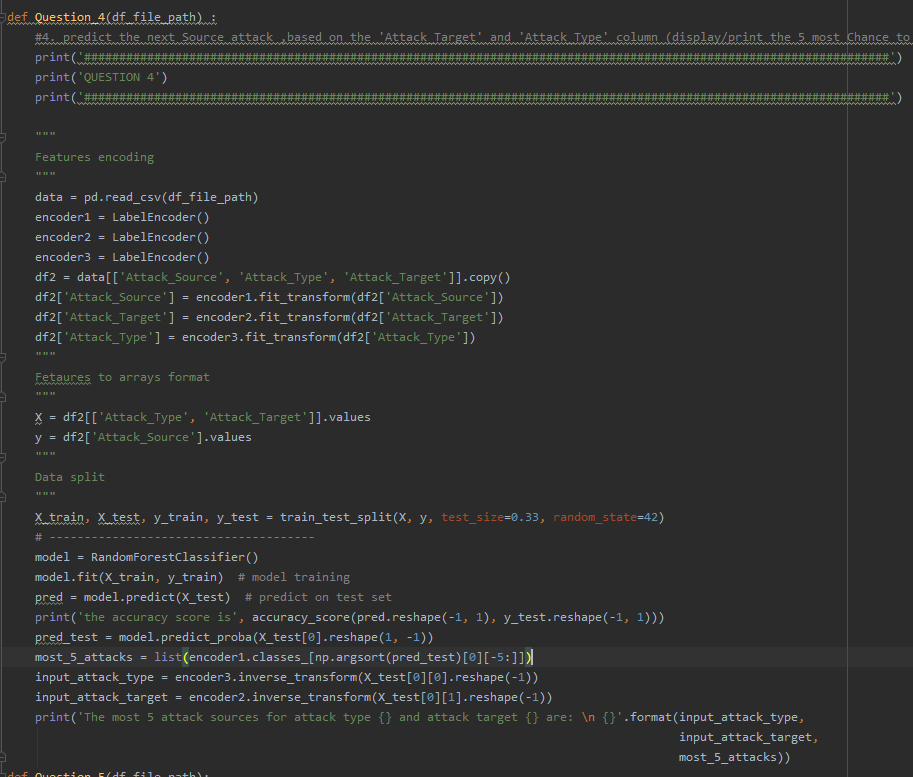 def Question_4(df_file_path) :
    #4. predict the next Source attack ,based on the 'Attack_Target' and 'Attack_Type' column (display/print the 5 most Chance to
    print('###################################################################################################################')
    print('QUESTION 4')
    print('###################################################################################################################')
    """
    Features encoding
    """
    data = pd.read_csv(df_file_path)
    encoder1 = LabelEncoder()
    encoder2 = LabelEncoder()
    encoder3 = LabelEncoder()
    df2 = data[['Attack_Source', 'Attack_Type', 'Attack_Target']].copy()
    df2['Attack_Source'] = encoder1.fit_transform(df2['Attack_Source'])
    df2['Attack_Target'] = encoder2.fit_transform(df2['Attack_Target'])
    df2['Attack_Type'] = encoder3.fit_transform(df2['Attack_Type'])
    """
    Fetaures to arrays format
    """
    X = df2[['Attack_Type', 'Attack_Target']].values
    y = df2['Attack_Source'].values
    """
    Data split
    """
    X_train, X_test, y_train, y_test = train_test_split(X, y, test_size=0.33, random_state=42)
    # --------------------------------------
    model = RandomForestClassifier()
    model.fit(X_train, y_train)  # model training
    pred = model.predict(X_test)  # predict on test set
    print('the accuracy score is', accuracy_score(pred.reshape(-1, 1), y_test.reshape(-1, 1)))
    pred_test = model.predict_proba(X_test[0].reshape(1, -1))
    most_5_attacks = list(encoder1.classes_[np.argsort(pred_test)[0][-5:]])
    input_attack_type = encoder3.inverse_transform(X_test[0][0].reshape(-1))
    input_attack_target = encoder2.inverse_transform(X_test[0][1].reshape(-1))
    print('The most 5 attack sources for attack type {} and attack target {} are: \n {}'.format(input_attack_type,
                                                                                                input_attack_target,
                                                                                                most_5_attacks))
def Question_5(df_file_path):